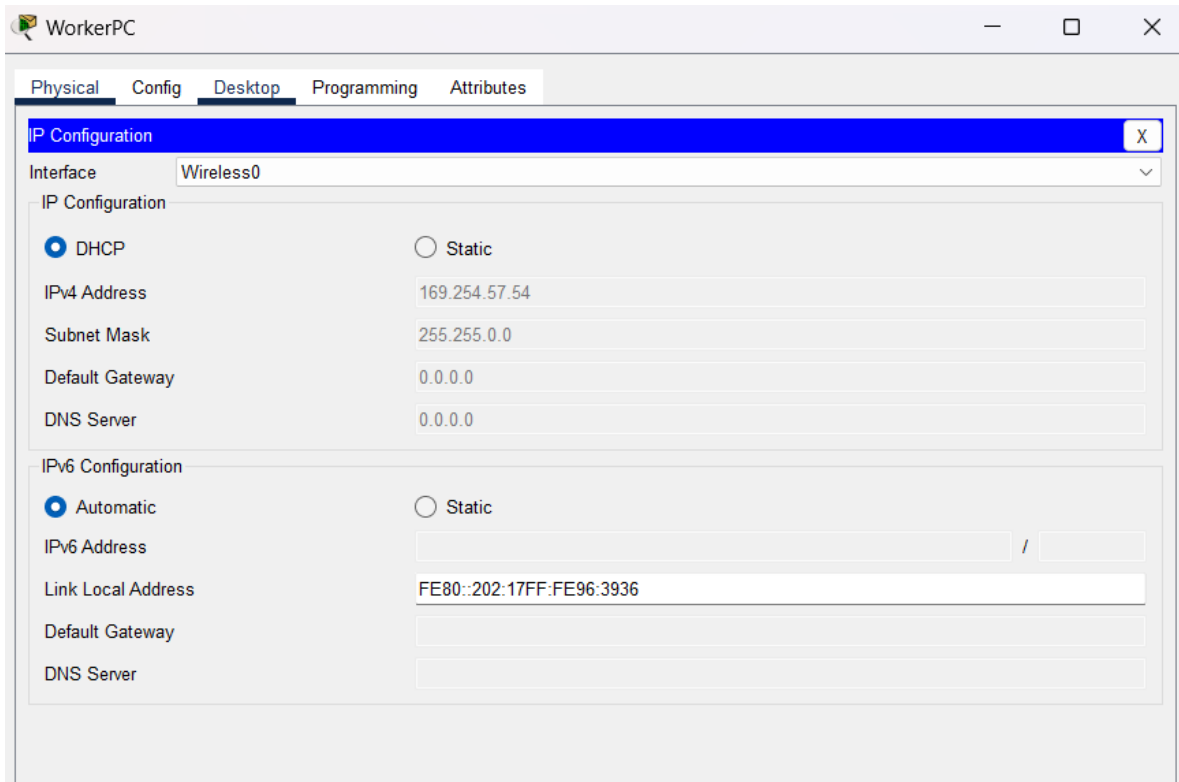 WorkerPC
Physical Config Desktop Programming Attributes
IP Configuration X
Interface Wireless0
IP Configuration
DHCP Static
IPv4 Address 169.254.57.54
Subnet Mask 255.255.0.0
Default Gateway 0.0.0.0
DNS Server 0.0.0.0
IPv6 Configuration
Automatic Static
IPv6 Address /
Link Local Address FE80::202:17FF:FE96:3936
Default Gateway
DNS Server